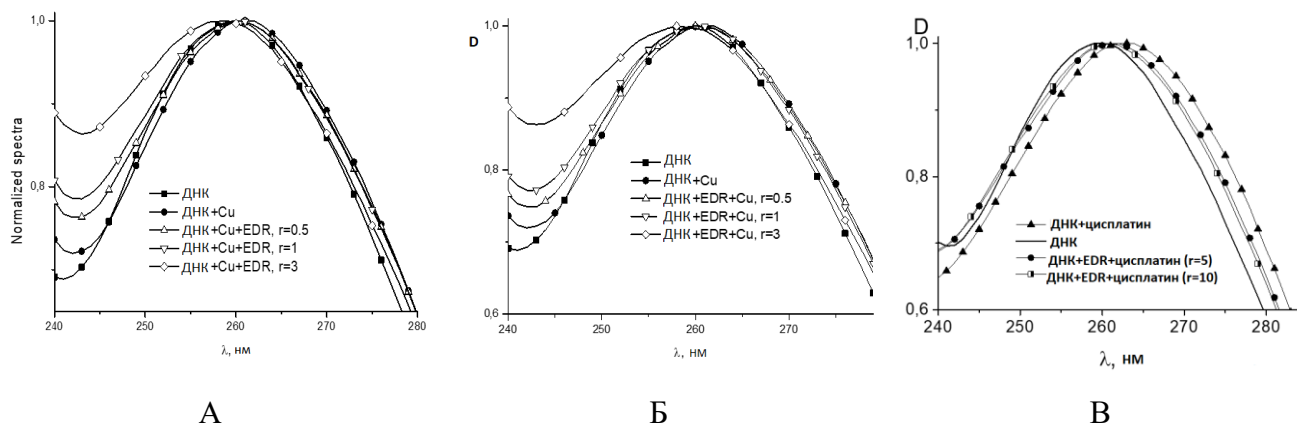 1,0
0,8
Normalized spectra
ДНК
ДНК+Cu
ДНК+Cu+EDR, r=0.5
ДНК+Cu+EDR, r=1
ДНК+Cu+EDR, r=3
240 250 260 270 280
λ, нм
А
1,0
D
0,8
0,6
ДНК
ДНК+Cu
ДНК+EDR+Cu, r=0.5
ДНК+EDR+Cu, r=1
ДНК+EDR+Cu, r=3
240 250 260 270
λ, нм
Б
D
1,0
0,8
0,6
ДНК+цисплатин
ДНК
ДНК+EDR+цисплатин (r=5)
ДНК+EDR+цисплатин (r=10)
240 250 260 270 280
λ, нм
В